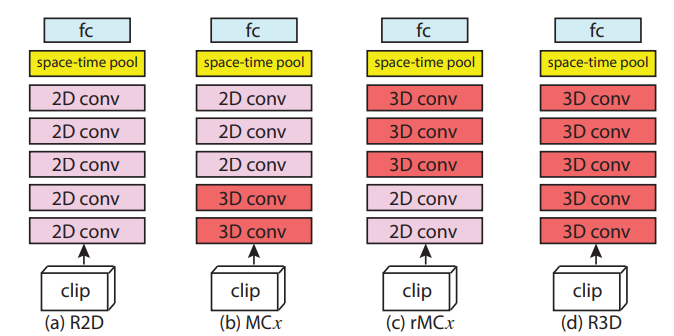 fc fc fc fc
space-time pool space-time pool space-time pool space-time pool
2D conv 2D conv 3D conv 3D conv
2D conv 2D conv 3D conv 3D conv
2D conv 2D conv 3D conv 3D conv
2D conv 3D conv 2D conv 3D conv
2D conv 3D conv 2D conv 3D conv
clip clip clip clip
(a) R2D (b) MCx (c) rMCx (d) R3D